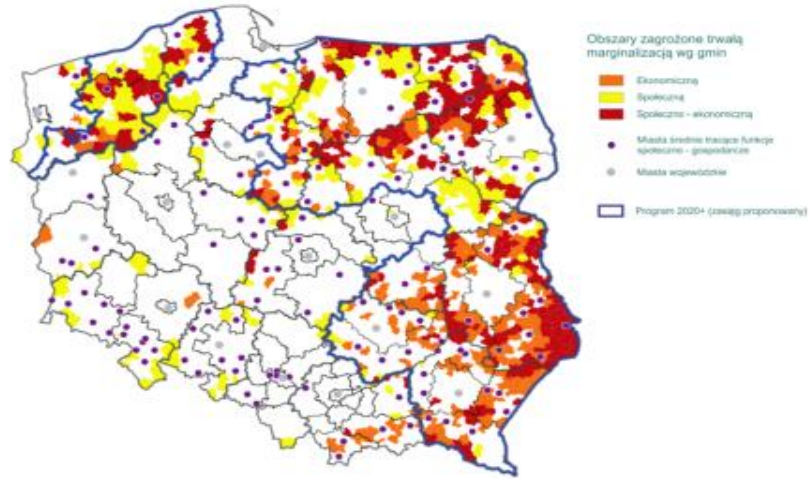 Obszary zagrożone trwałą
marginalizacją wg gmin
Ekonomiczną
Społeczną
Społeczno - ekonomiczną
Miasta średnie tracące funkcje
społeczno - gospodarcze
Miasta wojewódzkie
Program 2020+ (zasięg proponowany)